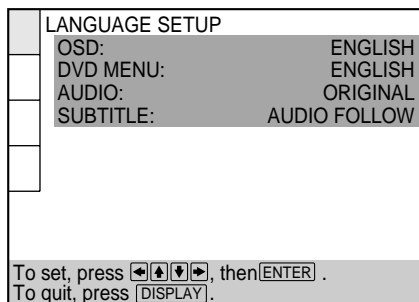 LANGUAGE SETUP
OSD: ENGLISH
DVD MENU: ENGLISH
AUDIO: ORIGINAL
SUBTITLE: AUDIO FOLLOW
To set, press ←↑↓→, then ENTER .
To quit, press DISPLAY.